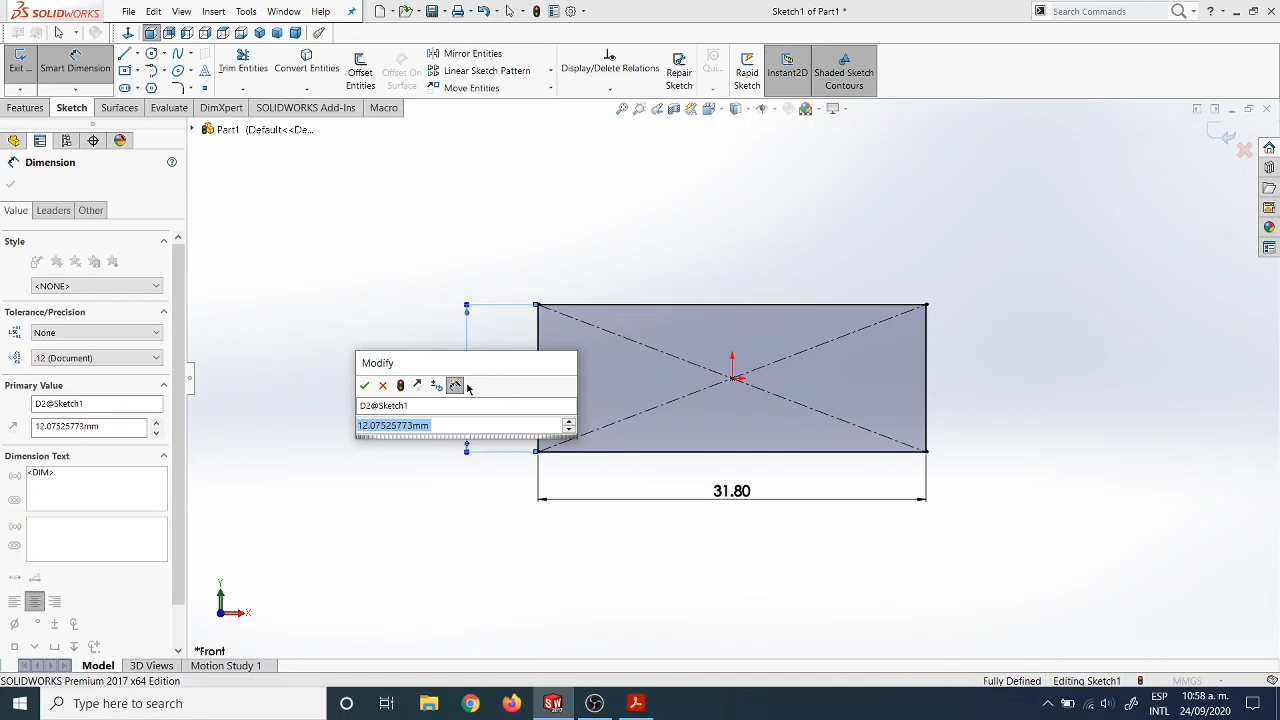 SOLIDWORKS
File Edit View Insert Tools Window Help
Sketch1 of Part1 *
Search Commands
Exit ...
Smart Dimension
Trim Entities
Convert Entities
Offset Entities
Offset On Surface
Mirror Entities
Linear Sketch Pattern
Move Entities
Display/Delete Relations
Repair Sketch
Qui...
Rapid Sketch
Instant2D
Shaded Sketch Contours
Features Sketch Surfaces Evaluate DimXpert SOLIDWORKS Add-Ins Macro
Part1 (Default<<De...
Dimension
Value Leaders Other
Style
<NONE>
Tolerance/Precision
None
.12 (Document)
Primary Value
D2@Sketch1
12.07525773mm
Dimension Text
<DIM>
Modify
D2@Sketch1
12.07525773mm
31.80
Y
X
*Front
Model 3D Views Motion Study 1
SOLIDWORKS Premium 2017 x64 Edition
Fully Defined Editing Sketch1 MMGS
Type here to search
ESP
INTL
10:58 a. m.
24/09/2020